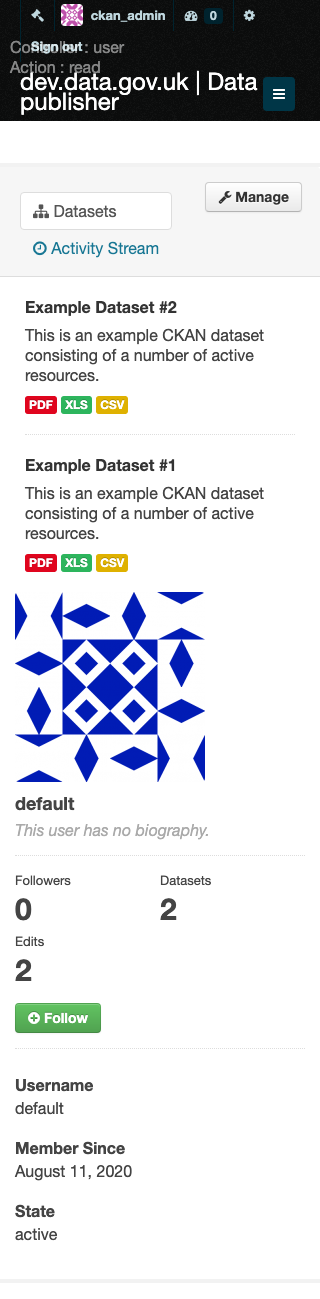 ckan_admin 0
Sign out
Controller : user
Action : read
dev.data.gov.uk | Data
publisher
Manage
Datasets
Activity Stream
Example Dataset #2
This is an example CKAN dataset
consisting of a number of active
resources.
PDF XLS CSV
Example Dataset #1
This is an example CKAN dataset
consisting of a number of active
resources.
PDF XLS CSV
default
This user has no biography.
Followers Datasets
0 2
Edits
2
Follow
Username
default
Member Since
August 11, 2020
State
active